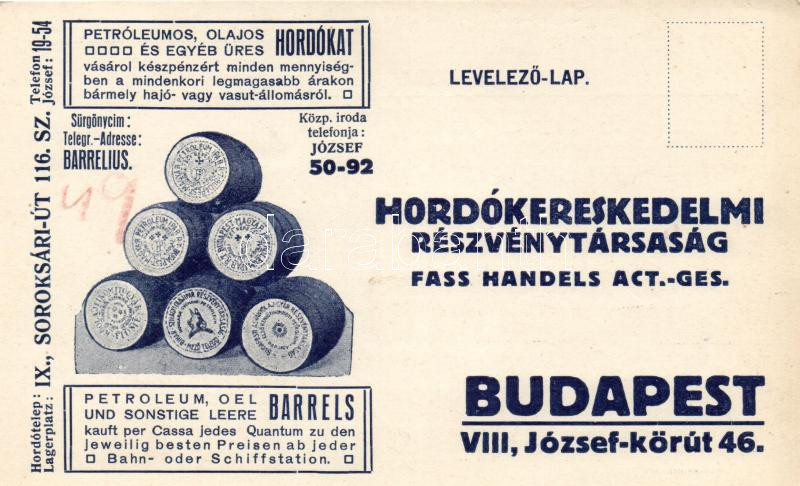 PETRÓLEUMOS, OLAJOS
ÉS EGYÉB ÜRES HORDÓKAT
vásárol készpénzért minden mennyiség-
ben a mindenkori legmagasabb árakon
bármely hajó- vagy vasut-állomásról.
Sürgönycim:
Telegr.-Adresse:
BARRELIUS.
Közp. iroda
telefonja:
JÓZSEF
50-92
Hordótelep:
Lagerplatz:
IX., SOROKSÁRI-ÚT 116. SZ.
Telefon
József: 19-54
49
PETROLEUM, OEL
UND SONSTIGE LEERE BARRELS
kauft per Cassa jedes Quantum zu den
jeweilig besten Preisen ab jeder
Bahn- oder Schiffstation.
LEVELEZŐ-LAP.
HORDÓKERESKEDELMI
RÉSZVÉNYTÁRSASÁG
FASS HANDELS ACT.-GES.
BUDAPEST
VIII, József-körút 46.